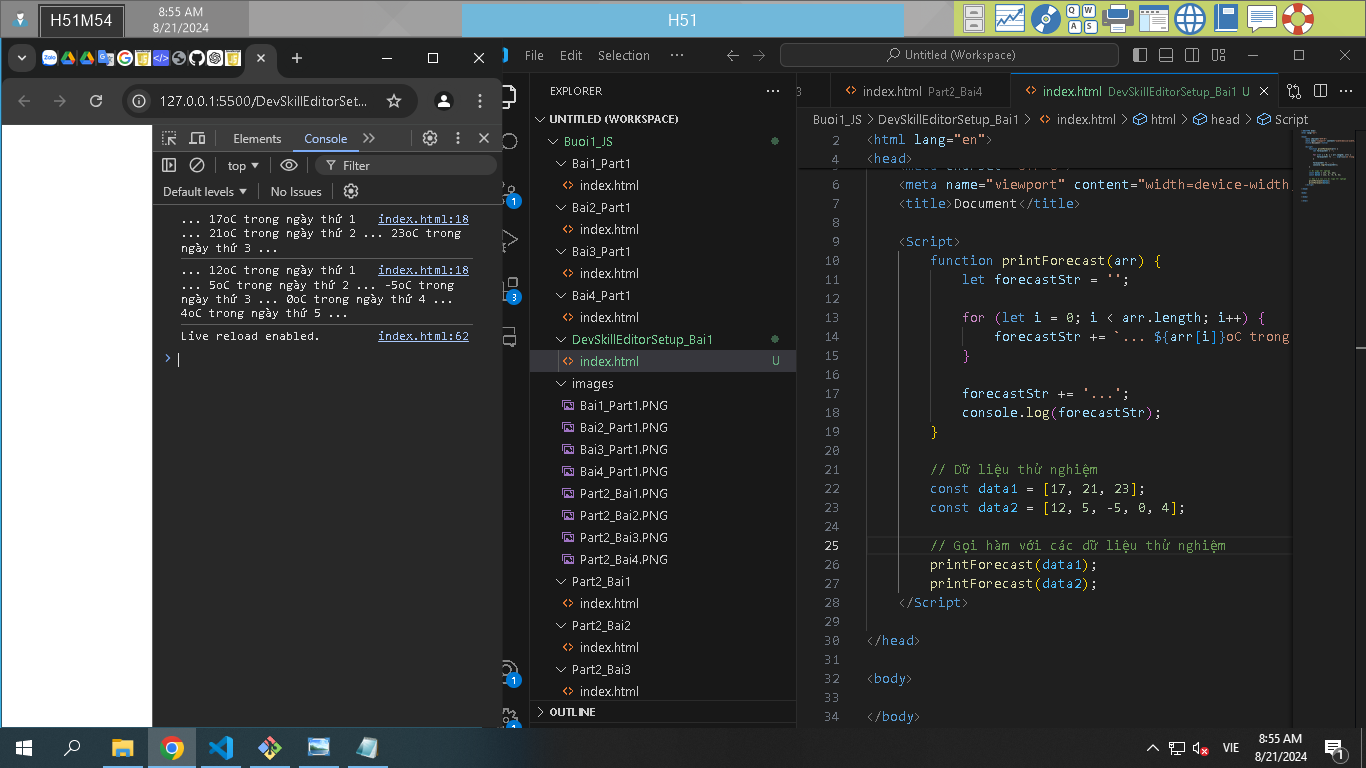 H51M54
8:55 AM
8/21/2024
H51
Q W
A S
127.0.0.1:5500/DevSkillEditorSet...
Elements
Console
top
Filter
Default levels
No Issues
... 17oC trong ngày thứ 1
index.html:18
... 21oC trong ngày thứ 2 ... 23oC trong
ngày thứ 3 ...
... 12oC trong ngày thứ 1
index.html:18
... 5oC trong ngày thứ 2 ... -5oC trong
ngày thứ 3 ... 0oC trong ngày thứ 4 ...
4oC trong ngày thứ 5 ...
Live reload enabled.
index.html:62
File Edit Selection ···
Untitled (Workspace)
1
3
1
EXPLORER
UNTITLED (WORKSPACE)
Buoi1_JS
Bai1_Part1
index.html
Bai2_Part1
index.html
Bai3_Part1
index.html
Bai4_Part1
index.html
DevSkillEditorSetup_Bai1
index.html U
images
Bai1_Part1.PNG
Bai2_Part1.PNG
Bai3_Part1.PNG
Bai4_Part1.PNG
Part2_Bai1.PNG
Part2_Bai2.PNG
Part2_Bai3.PNG
Part2_Bai4.PNG
Part2_Bai1
index.html
Part2_Bai2
index.html
Part2_Bai3
index.html
OUTLINE
3
index.html Part2_Bai4
index.html DevSkillEditorSetup_Bai1 U
Buoi1_JS > DevSkillEditorSetup_Bai1 > index.html > html > head > Script
2 <html lang="en">
4 <head>
6 <meta name="viewport" content="width=device-width,
7 <title>Document</title>
8
9 <Script>
10 function printForecast(arr) {
11 let forecastStr = '';
12
13 for (let i = 0; i < arr.length; i++) {
14 forecastStr += `... ${arr[i]}oC trong
15 }
16
17 forecastStr += '...';
18 console.log(forecastStr);
19 }
20
21 // Dữ liệu thử nghiệm
22 const data1 = [17, 21, 23];
23 const data2 = [12, 5, -5, 0, 4];
24
25 // Gọi hàm với các dữ liệu thử nghiệm
26 printForecast(data1);
27 printForecast(data2);
28 </Script>
29
30 </head>
31
32 <body>
33
34 </body>
VIE
8:55 AM
8/21/2024
1